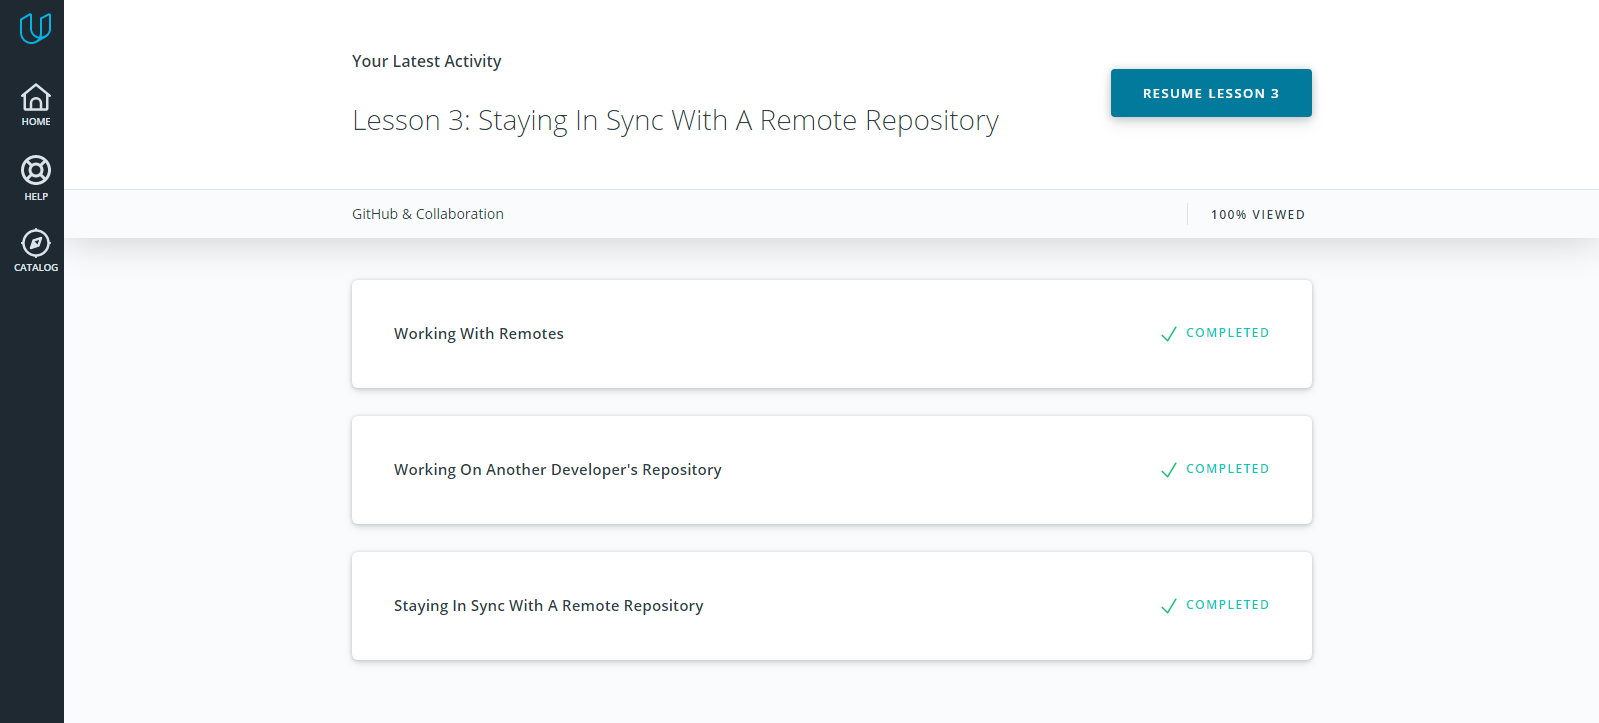 HOME
HELP
CATALOG
Your Latest Activity
Lesson 3: Staying In Sync With A Remote Repository
RESUME LESSON 3
GitHub & Collaboration
100% VIEWED
Working With Remotes
COMPLETED
Working On Another Developer's Repository
COMPLETED
Staying In Sync With A Remote Repository
COMPLETED